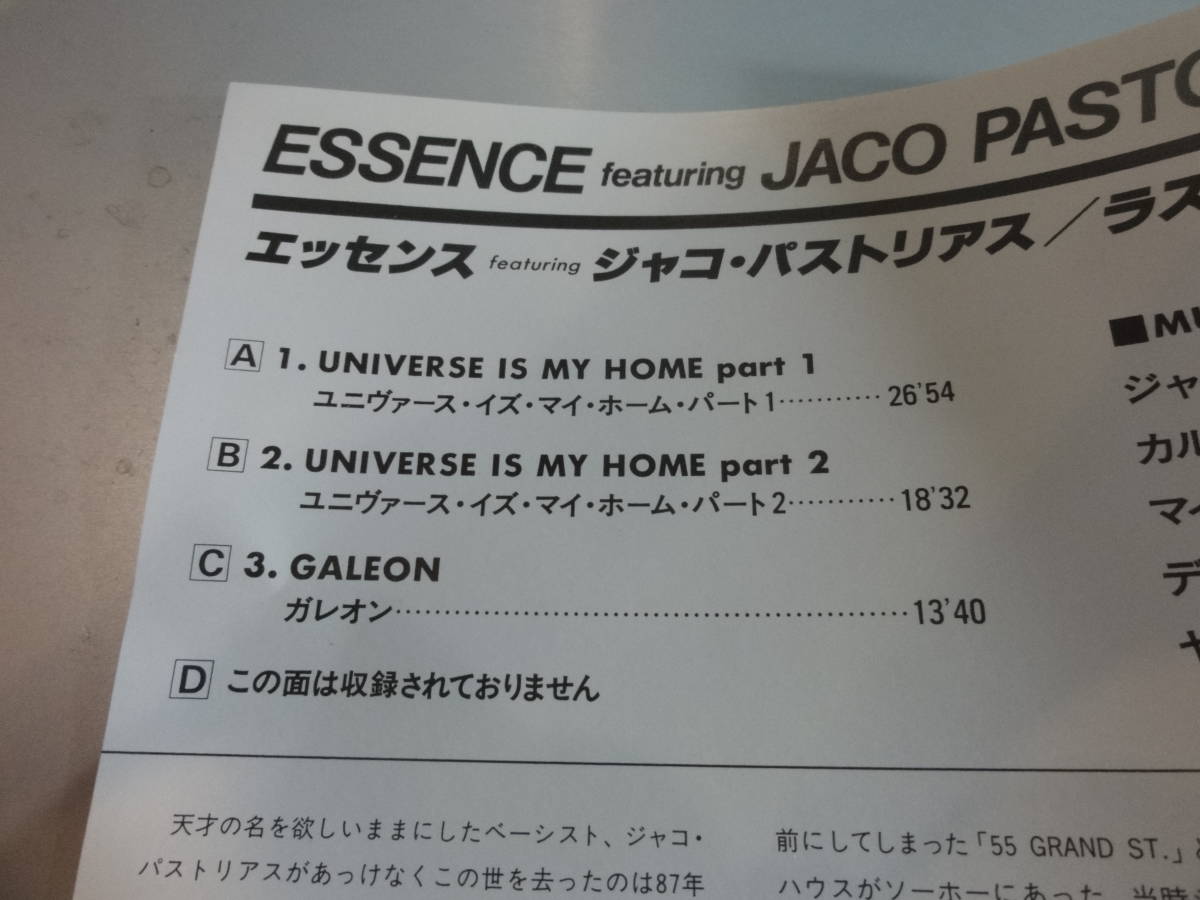 ESSENCE featuring JACO PASTO
エッセンス featuring ジャコ・パストリアス/ラス
A 1. UNIVERSE IS MY HOME part 1
ユニヴァース・イズ・マイ・ホーム・パート1…………26'54
B 2. UNIVERSE IS MY HOME part 2
ユニヴァース・イズ・マイ・ホーム・パート2…………18'32
C 3. GALEON
ガレオン……………………………………………13'40
D この面は収録されておりません
■MU
ジャ
カル
マイ
デ
天才の名を欲しいままにしたベーシスト、ジャコ・
パストリアスがあっけなくこの世を去ったのは87年
前にしてしまった「55 GRAND ST.」と
ハウスがソーホーにあった 当時